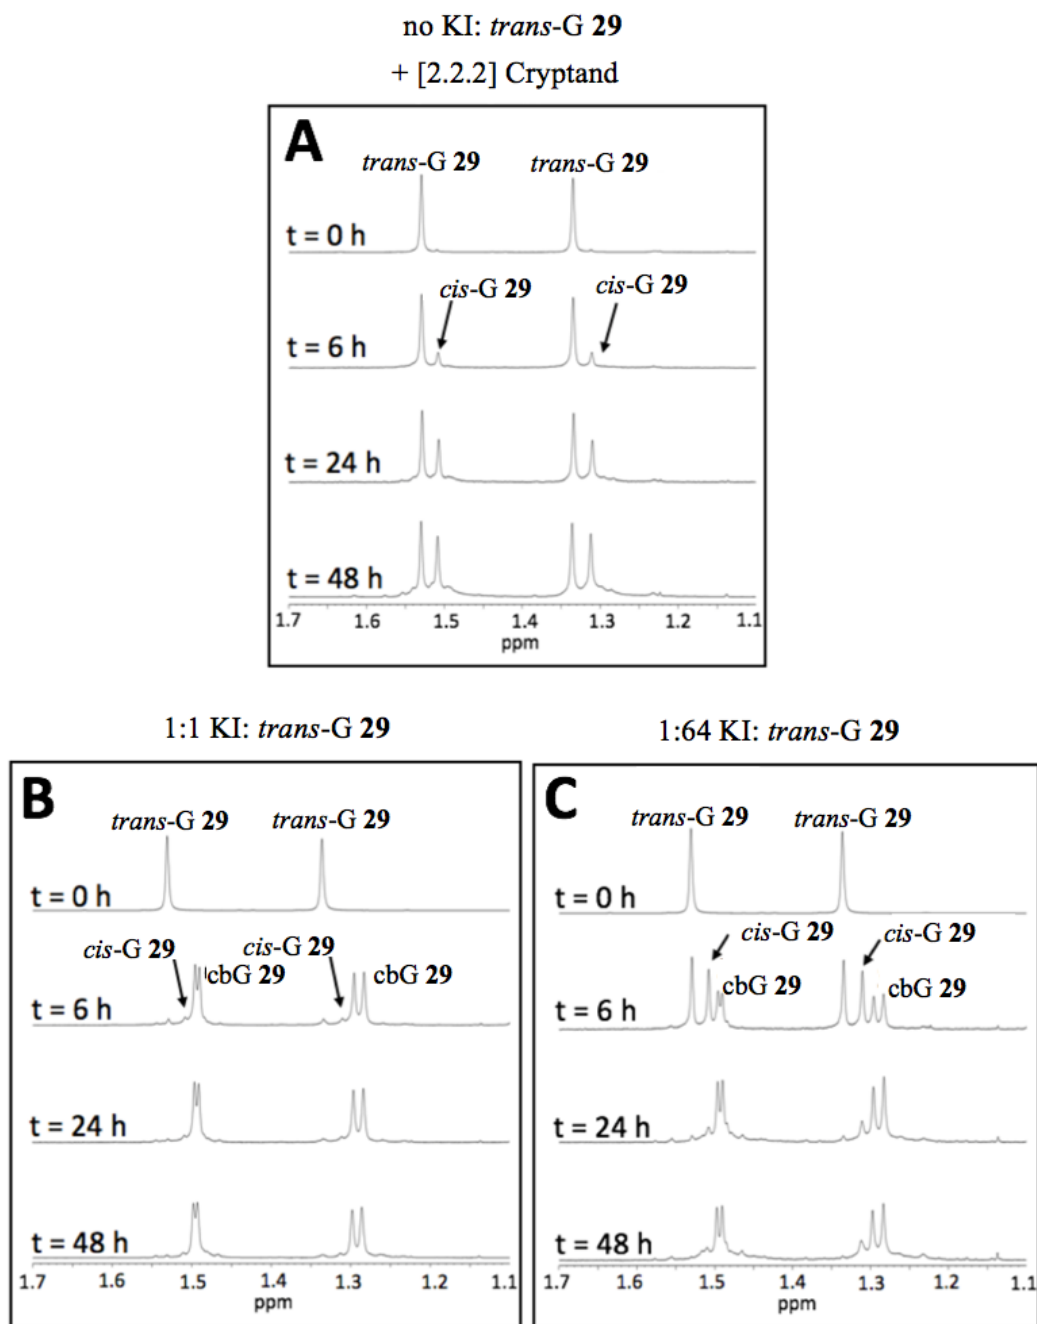 no KI: trans-G 29
+ [2.2.2] Cryptand
A
trans-G 29 trans-G 29
t = 0 h
cis-G 29 cis-G 29
t = 6 h
t = 24 h
t = 48 h
1.7 1.6 1.5 1.4 1.3 1.2 1.1
ppm
1:1 KI: trans-G 29
B
trans-G 29 trans-G 29
t = 0 h
cis-G 29 cis-G 29
cbG 29 cbG 29
t = 6 h
t = 24 h
t = 48 h
1.7 1.6 1.5 1.4 1.3 1.2 1.1
ppm
1:64 KI: trans-G 29
C
trans-G 29 trans-G 29
t = 0 h
cis-G 29 cis-G 29
cbG 29 cbG 29
t = 6 h
t = 24 h
t = 48 h
1.7 1.6 1.5 1.4 1.3 1.1
ppm